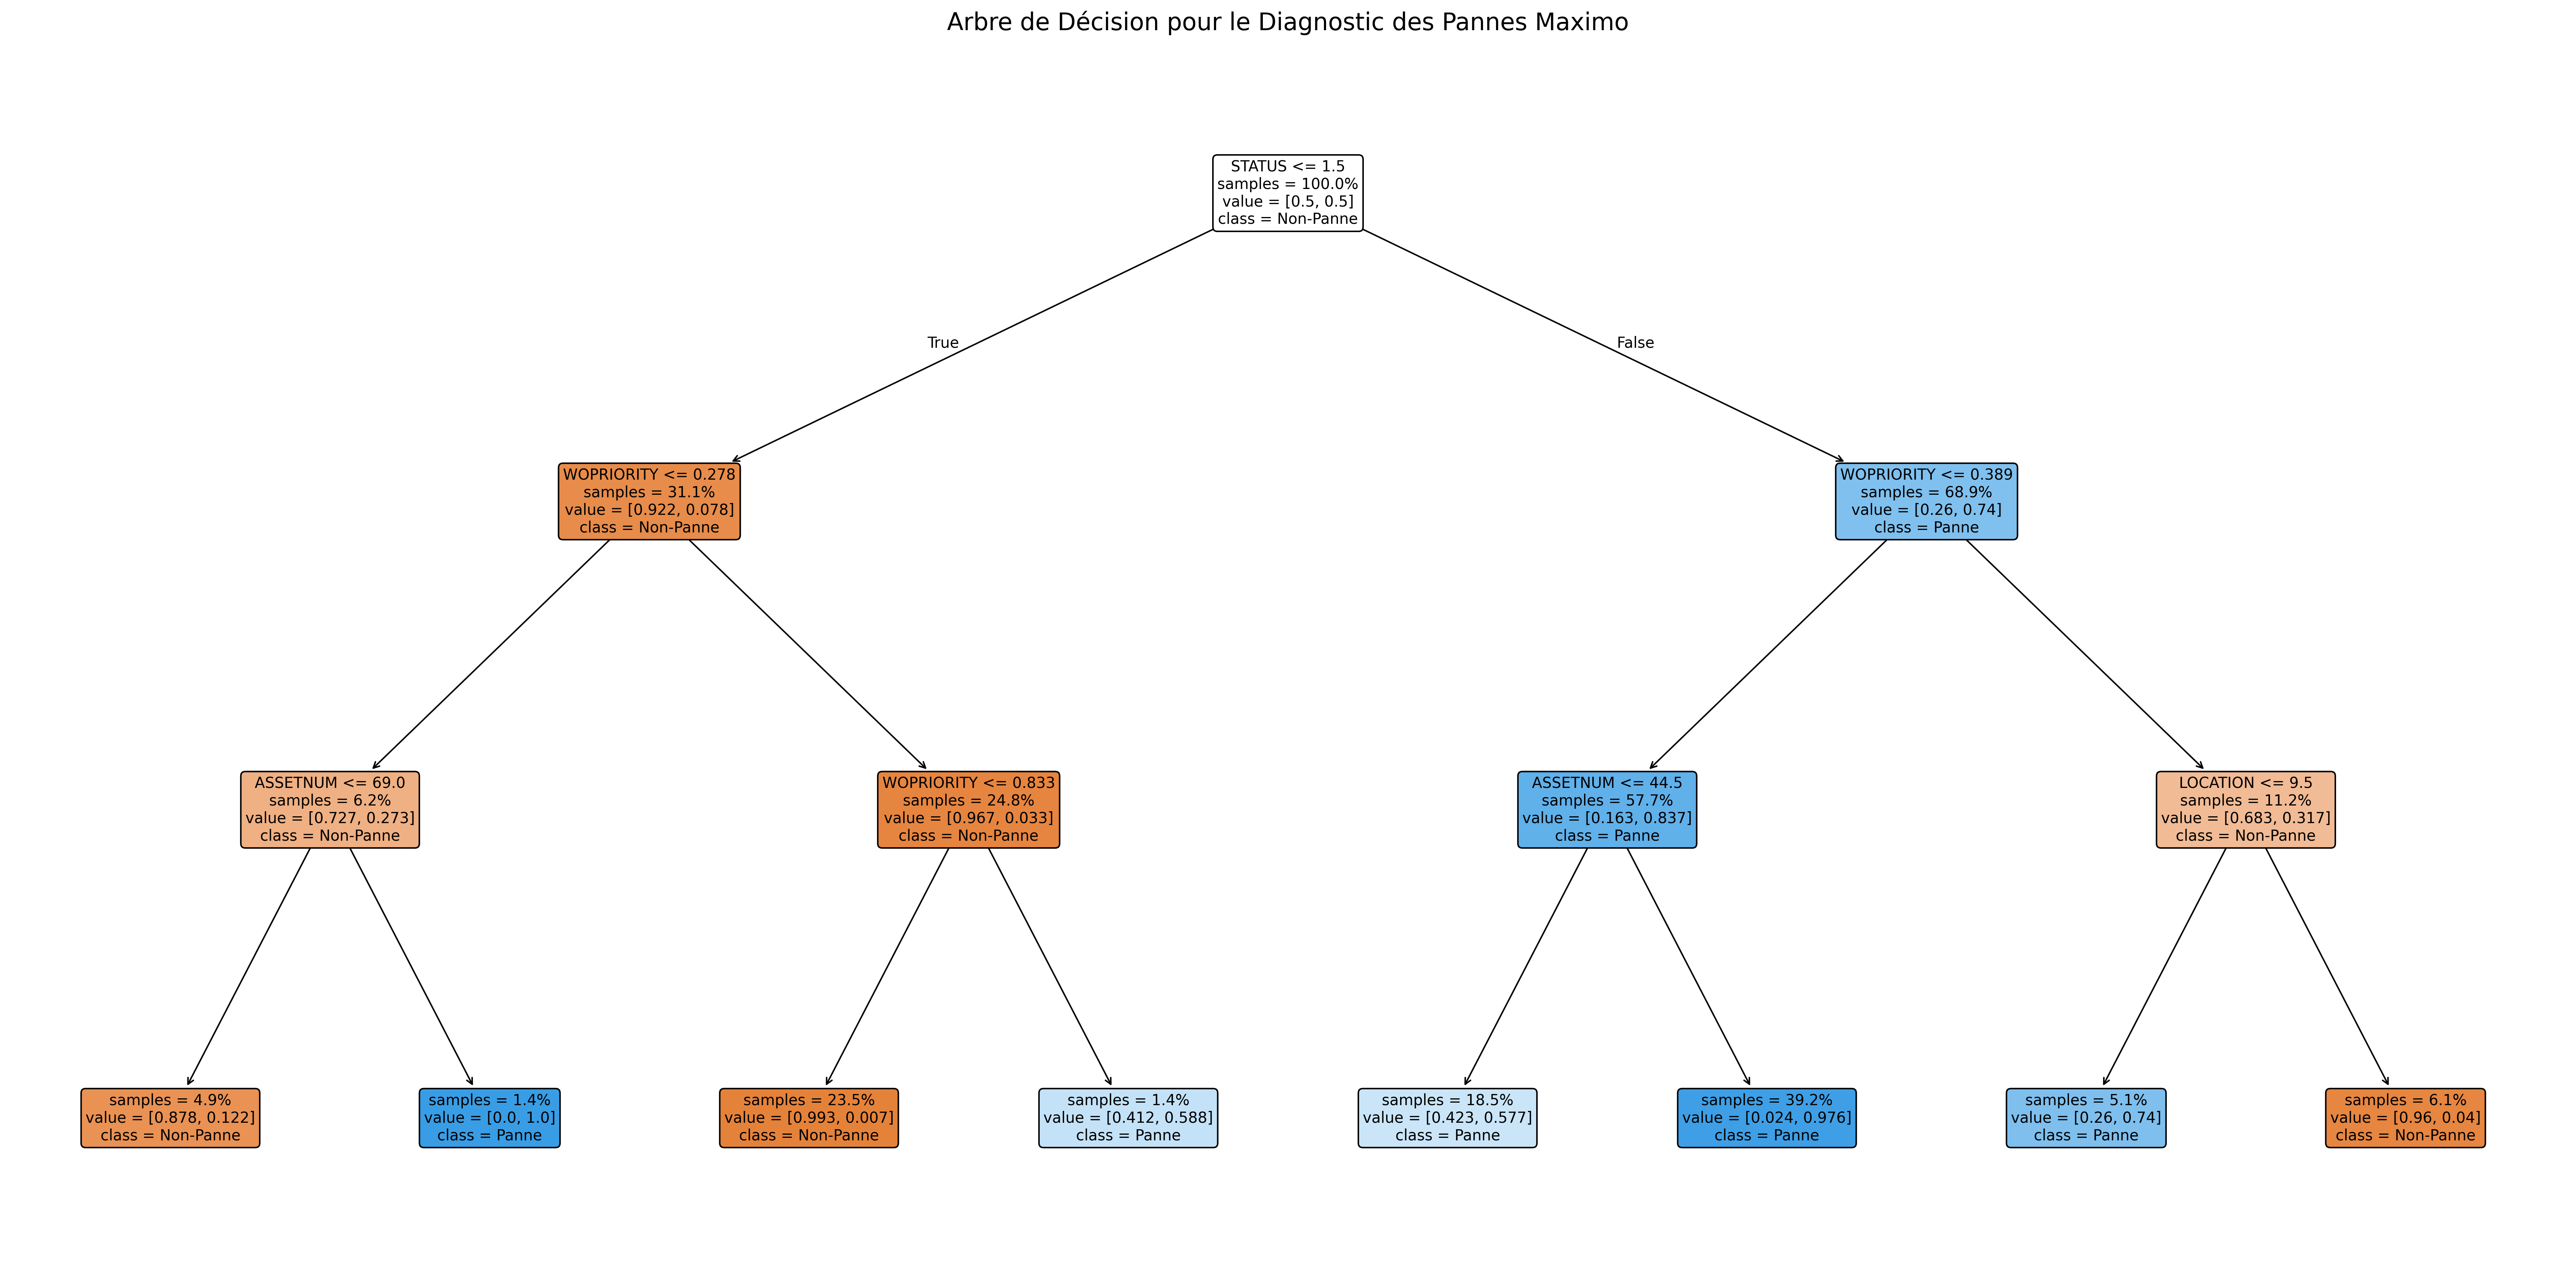 Arbre de Décision pour le Diagnostic des Pannes Maximo
STATUS <= 1.5
samples = 100.0%
value = [0.5, 0.5]
class = Non-Panne
True
False
WOPRIORITY <= 0.278
samples = 31.1%
value = [0.922, 0.078]
class = Non-Panne
WOPRIORITY <= 0.389
samples = 68.9%
value = [0.26, 0.74]
class = Panne
ASSETNUM <= 69.0
samples = 6.2%
value = [0.727, 0.273]
class = Non-Panne
WOPRIORITY <= 0.833
samples = 24.8%
value = [0.967, 0.033]
class = Non-Panne
ASSETNUM <= 44.5
samples = 57.7%
value = [0.163, 0.837]
class = Panne
LOCATION <= 9.5
samples = 11.2%
value = [0.683, 0.317]
class = Non-Panne
samples = 4.9%
value = [0.878, 0.122]
class = Non-Panne
samples = 1.4%
value = [0.0, 1.0]
class = Panne
samples = 23.5%
value = [0.993, 0.007]
class = Non-Panne
samples = 1.4%
value = [0.412, 0.588]
class = Panne
samples = 18.5%
value = [0.423, 0.577]
class = Panne
samples = 39.2%
value = [0.024, 0.976]
class = Panne
samples = 5.1%
value = [0.26, 0.74]
class = Panne
samples = 6.1%
value = [0.96, 0.04]
class = Non-Panne